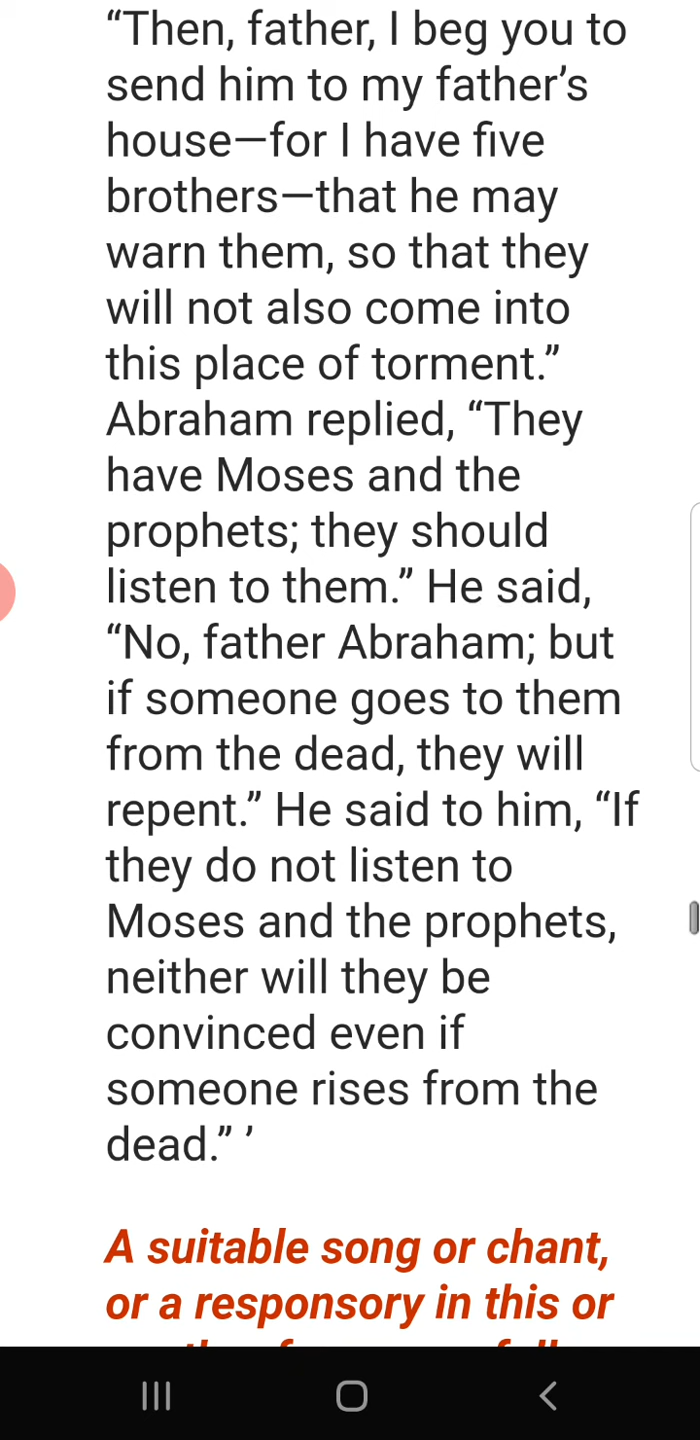 “Then, father, I beg you to
send him to my father’s
house—for I have five
brothers—that he may
warn them, so that they
will not also come into
this place of torment.”
Abraham replied, “They
have Moses and the
prophets; they should
listen to them.” He said,
“No, father Abraham; but
if someone goes to them
from the dead, they will
repent.” He said to him, “If
they do not listen to
Moses and the prophets,
neither will they be
convinced even if
someone rises from the
dead.” ’
A suitable song or chant,
or a responsory in this or